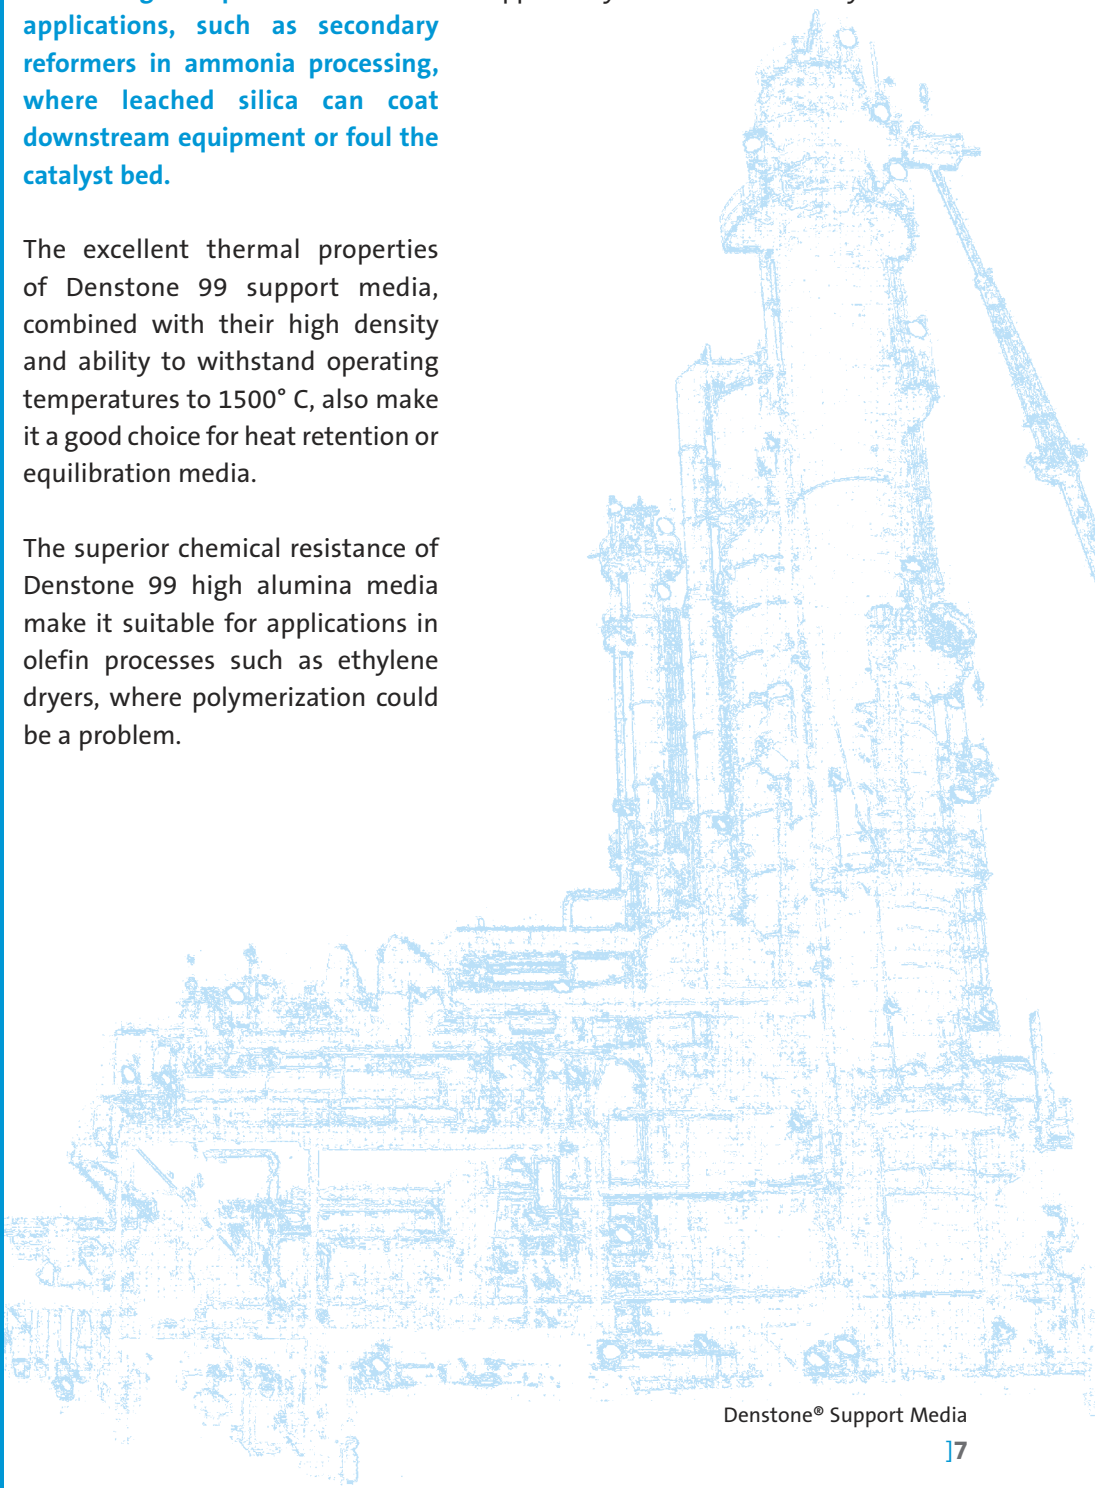 applications, such as secondary
reformers in ammonia processing,
where leached silica can coat
downstream equipment or foul the
catalyst bed.
The excellent thermal properties
of Denstone 99 support media,
combined with their high density
and ability to withstand operating
temperatures to 1500° C, also make
it a good choice for heat retention or
equilibration media.
The superior chemical resistance of
Denstone 99 high alumina media
make it suitable for applications in
olefin processes such as ethylene
dryers, where polymerization could
be a problem.
Denstone® Support Media
]7